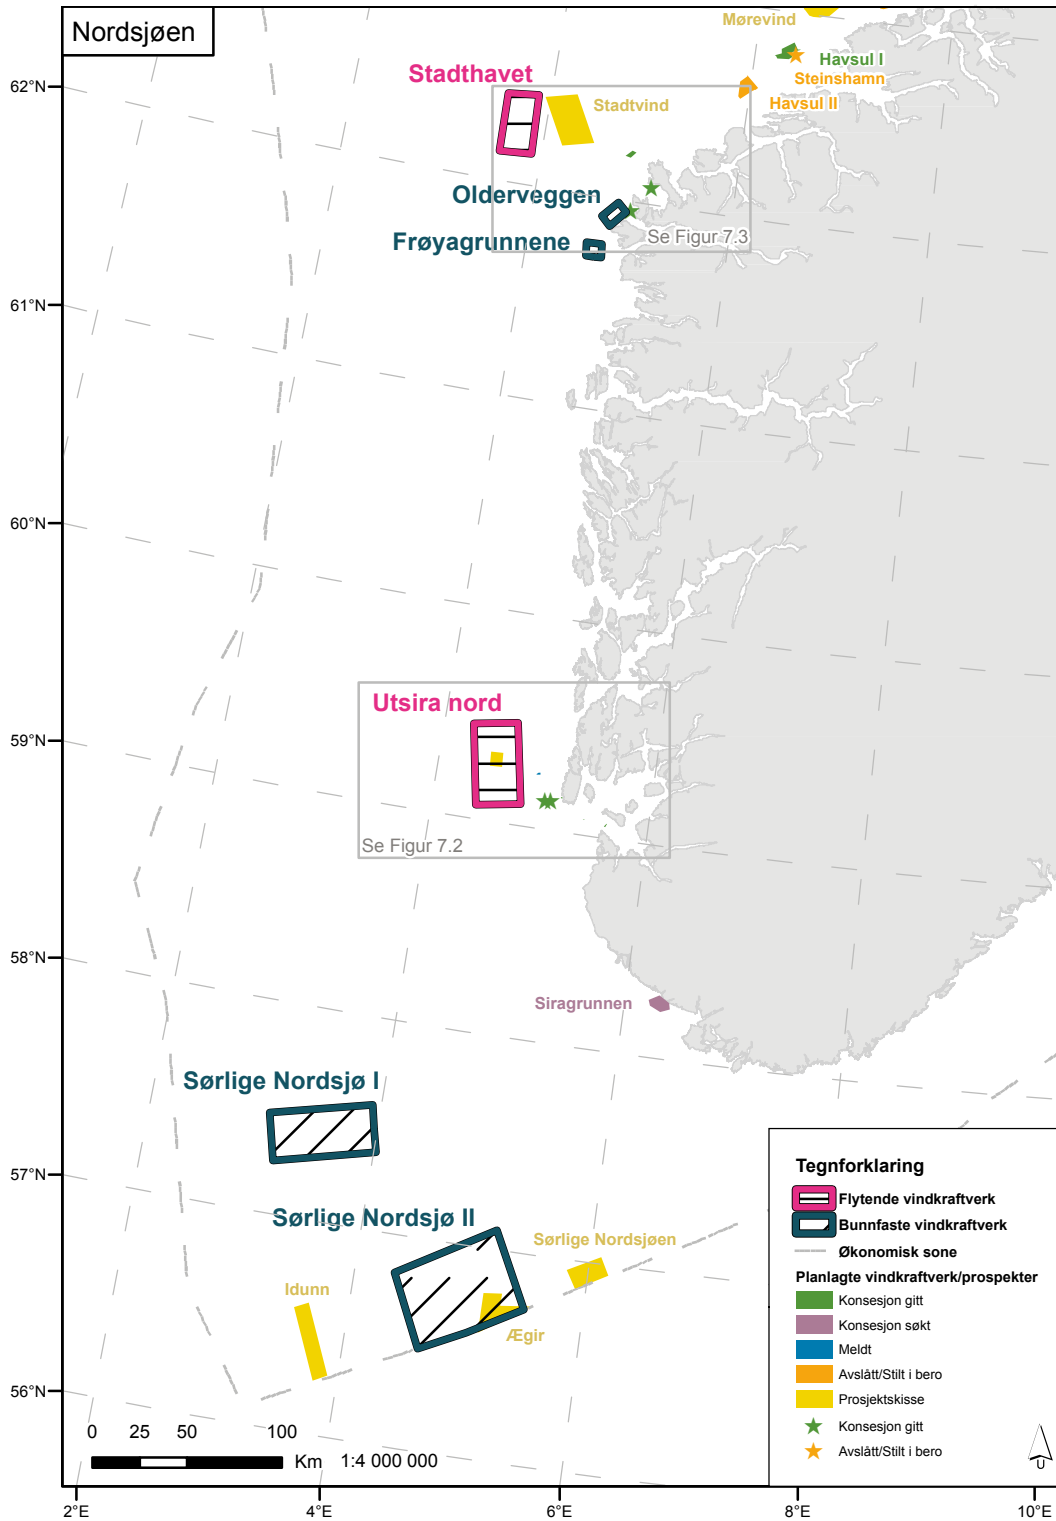 Nordsjøen
Mørevind
Havsul I
Steinshamn
Havsul II
Stadthavet
Stadtvind
Olderveggen
Frøyagrunnene
Se Figur 7.3
62°N
61°N
60°N
59°N
58°N
57°N
56°N
Utsira nord
Se Figur 7.2
Siragrunnen
Sørlige Nordsjø I
Sørlige Nordsjø II
Sørlige Nordsjøen
Idunn
Ægir
Tegnforklaring
Flytende vindkraftverk
Bunnfaste vindkraftverk
Økonomisk sone
Planlagte vindkraftverk/prospekter
Konsesjon gitt
Konsesjon søkt
Meldt
Avslått/Stilt i bero
Prosjektskisse
Konsesjon gitt
Avslått/Stilt i bero
U
0 25 50 100
Km 1:4 000 000
2°E 4°E 6°E 8°E 10°E